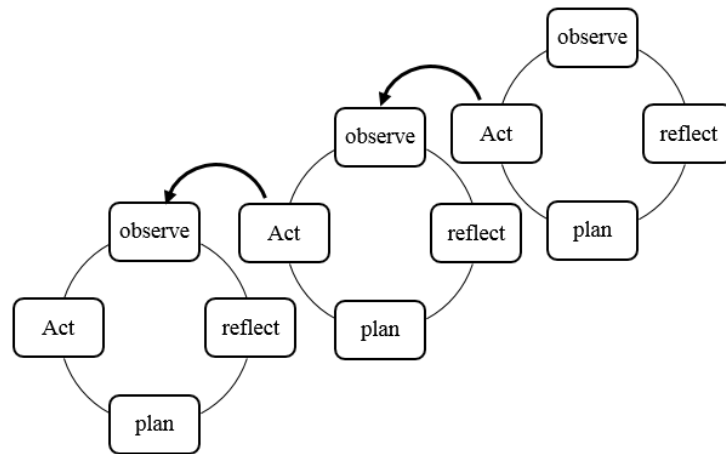 observe
Act
reflect
plan
observe
Act
reflect
plan
observe
Act
reflect
plan